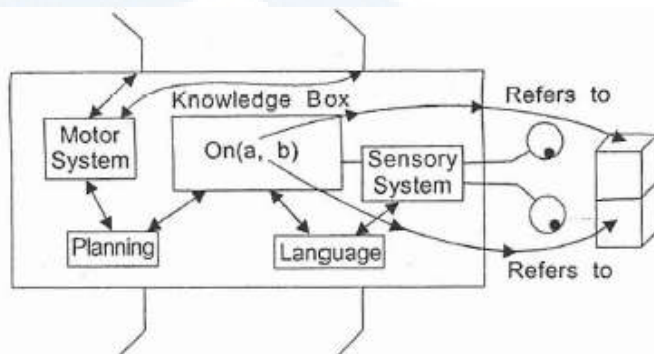 Refers to
Knowledge Box
Motor
System
On(a, b)
Sensory
System
Planning
Language
Refers to